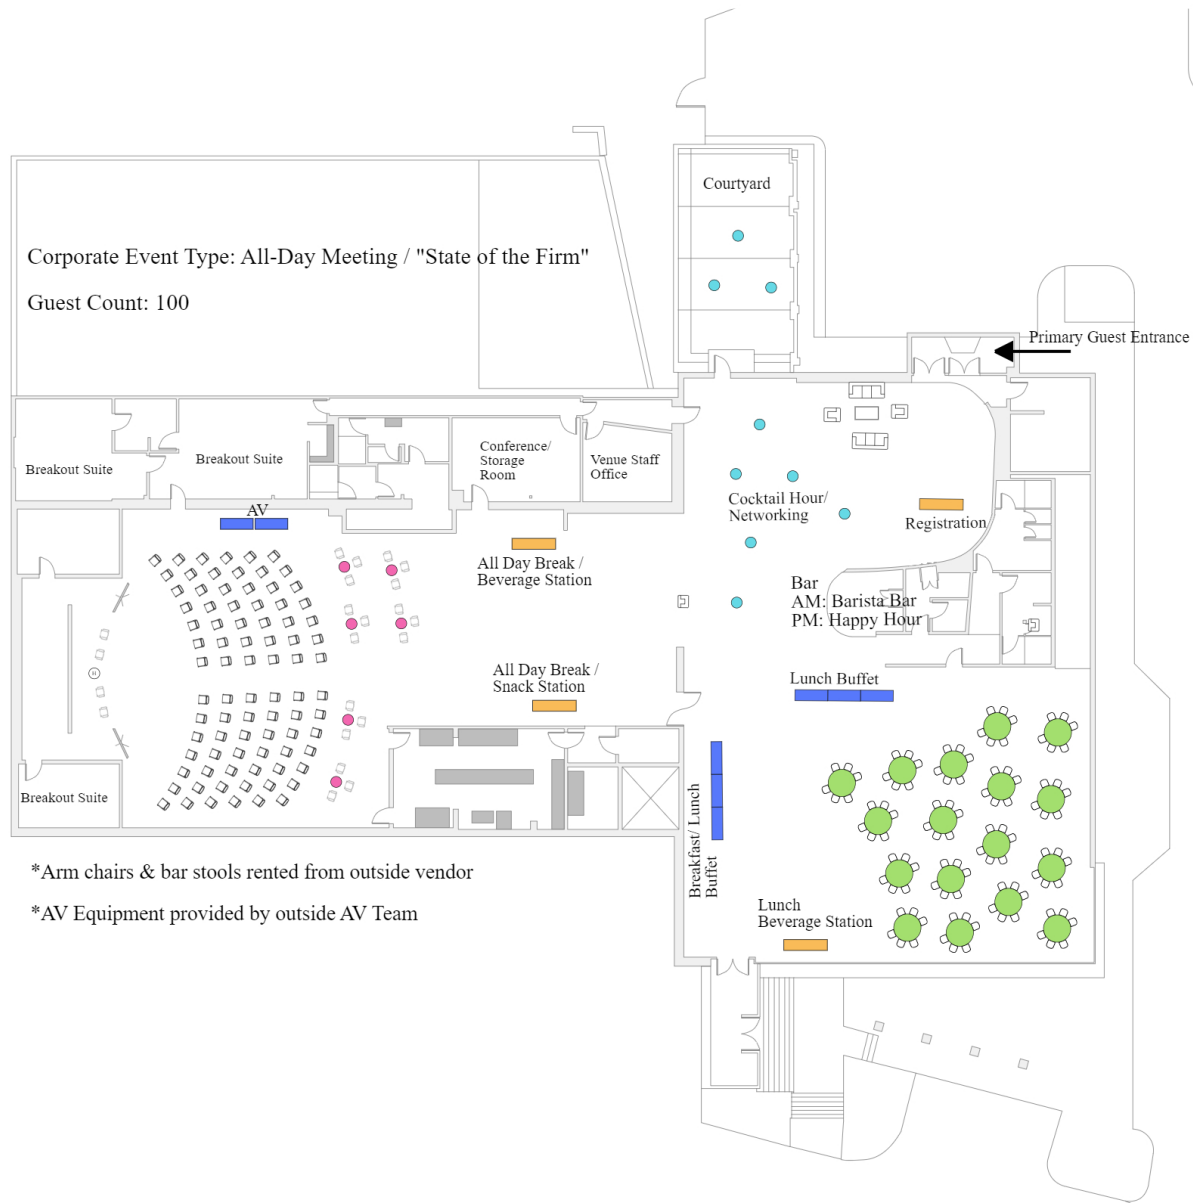 Courtyard
Corporate Event Type: All-Day Meeting / "State of the Firm"
Guest Count: 100
Primary Guest Entrance
Breakout Suite
Breakout Suite
Conference/
Storage
Room
Venue Staff
Office
Cocktail Hour/
Networking
Registration
AV
All Day Break /
Beverage Station
Bar
AM: Barista Bar
PM: Happy Hour
All Day Break /
Snack Station
Lunch Buffet
H
Breakout Suite
Breakfast/ Lunch
Buffet
*Arm chairs & bar stools rented from outside vendor
*AV Equipment provided by outside AV Team
Lunch
Beverage Station